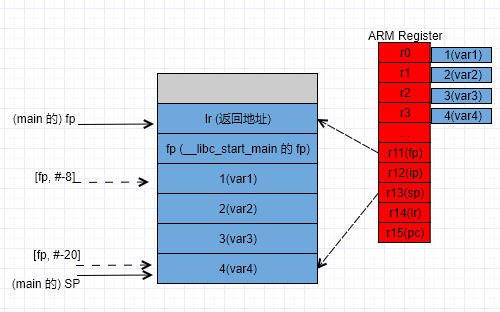 ARM Register
r0
1(var1)
r1
2(var2)
r2
3(var3)
r3
4(var4)
...
r11(fp)
r12(ip)
r13(sp)
r14(lr)
r15(pc)
(main 的) fp
lr (返回地址)
fp (__libc_start_main 的 fp)
[fp, #-8]
1(var1)
2(var2)
3(var3)
[fp, #-20]
4(var4)
(main 的) SP